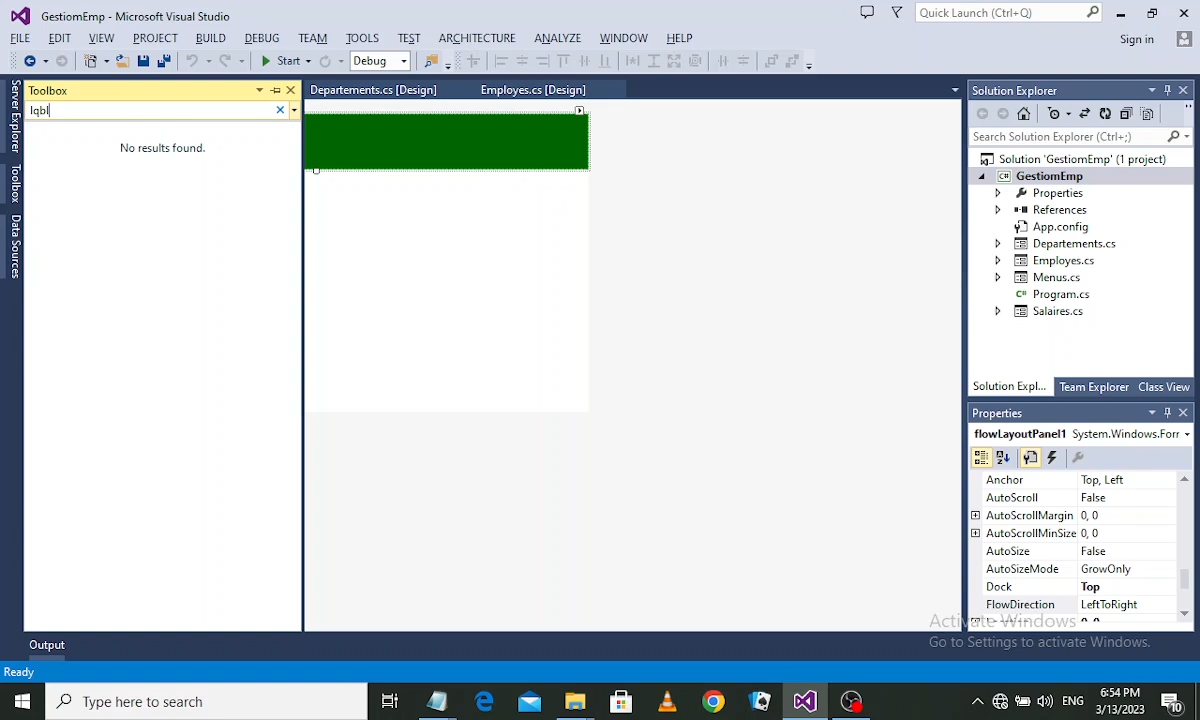 GestiomEmp - Microsoft Visual Studio
Quick Launch (Ctrl+Q)
FILE EDIT VIEW PROJECT BUILD DEBUG TEAM TOOLS TEST ARCHITECTURE ANALYZE WINDOW HELP
Sign in
Start
Debug
Server Explorer
Toolbox
Data Sources
Toolbox
No results found.
Departements.cs [Design]
Employes.cs [Design]
Solution Explorer
Search Solution Explorer (Ctrl+;)
Solution 'GestiomEmp' (1 project)
GestiomEmp
Properties
References
App.config
Departements.cs
Employes.cs
Menus.cs
Program.cs
Salaires.cs
Solution Expl... Team Explorer Class View
Properties
flowLayoutPanel1 System.Windows.Forr
Anchor Top, Left
AutoScroll False
AutoScrollMargin 0, 0
AutoScrollMinSize 0, 0
AutoSize False
AutoSizeMode GrowOnly
Dock Top
FlowDirection LeftToRight
Activate Windows
Go to Settings to activate Windows.
Output
Ready
Type here to search
ENG
6:54 PM
3/13/2023
10